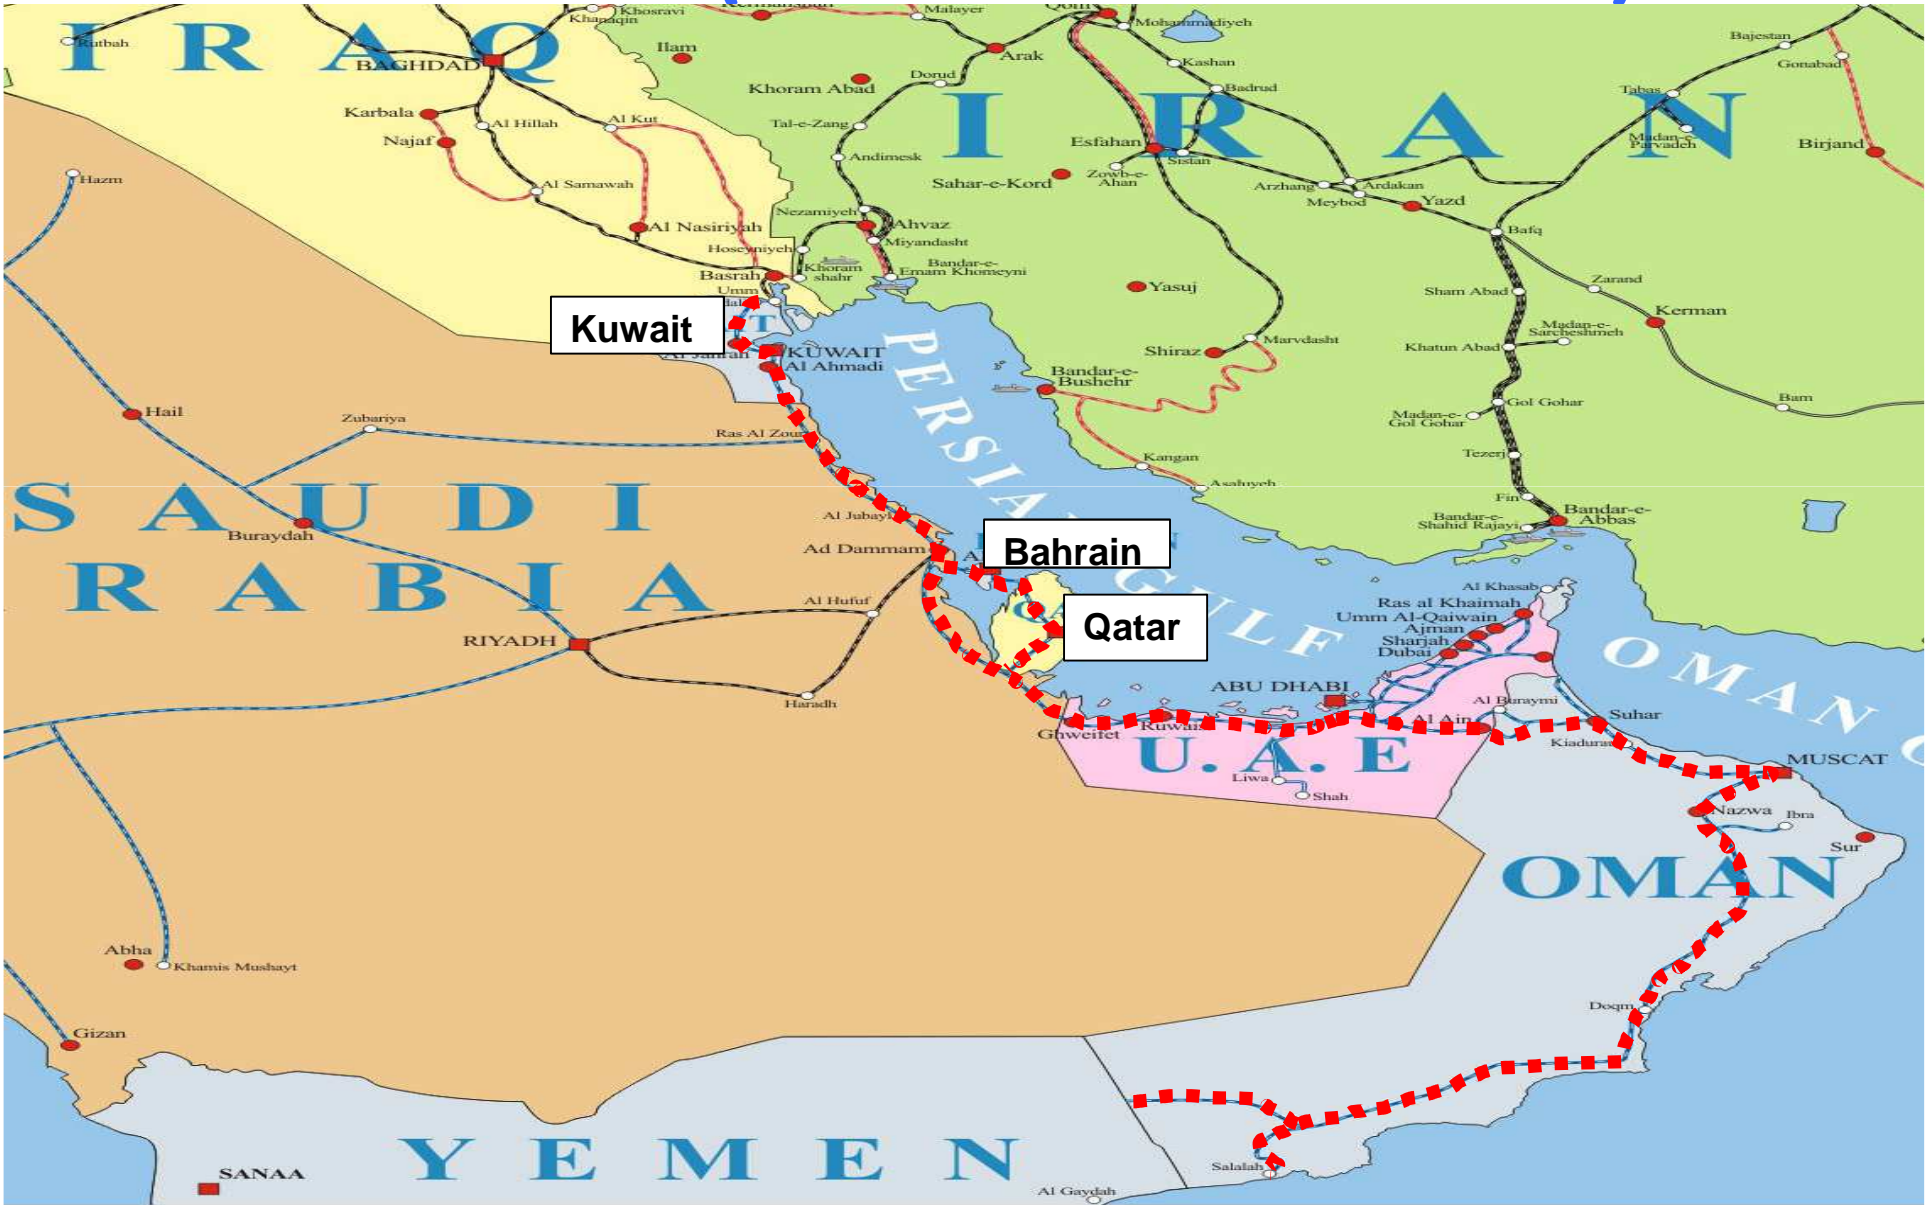 Khosravi
Khanaqin
Malayer
Qom
Mohammadiyeh
Rutbah
I R A Q
BAGHDAD
Ilam
Arak
Kashan
Bajestan
Gonabad
Khoram Abad
Dorud
Badrud
Tabas
Karbala
Najaf
Al Hillah
Al Kut
Tal-e-Zang
I R A N
Esfahan
Sistan
Madan-e-
Parvadeh
Birjand
Andimesk
Zowb-e-
Ahan
Sahar-e-Kord
Arzhang
Ardakan
Meybod
Yazd
Hazm
Al Samawah
Nezamiyeh
Ahvaz
Miyandasht
Al Nasiriyah
Hoseyniyeh
Bafq
Basrah
Khoram
shahr
Bandar-e-
Emam Khomeyni
Umm
Yasuj
Sham Abad
Zarand
Kerman
Kuwait
IT
KUWAIT
Al Jahrah
Al Ahmadi
Shiraz
Marvdasht
Khatun Abad
Madan-e-
Sarcheshmeh
Bandar-e-
Bushehr
PERSIAN GULF
Hail
Zubariya
Ras Al Zour
Madan-e-
Gol Gohar
Gol Gohar
Bam
Kangan
Asaluyeh
Tezerj
Fin
SAUDI
ARABIA
Buraydah
Al Jubayl
Ad Dammam
Bahrain
Bandar-e-
Shahid Rajayi
Bandar-e-
Abbas
Al Hufuf
RIYADH
Haradh
QA
Qatar
Al Khasab
Ras al Khaimah
Umm Al-Qaiwain
Ajman
Sharjah
Dubai
OMAN
ABU DHABI
Al Buraymi
Al Ain
Suhar
Ghweifet
Ruwais
Kiaduran
U. A. E
MUSCAT
Liwa
Shah
Nazwa
Ibra
Sur
OMAN
Abha
Khamis Mushayt
Doqm
Gizan
YEMEN
SANAA
Salalah
Al Gaydah